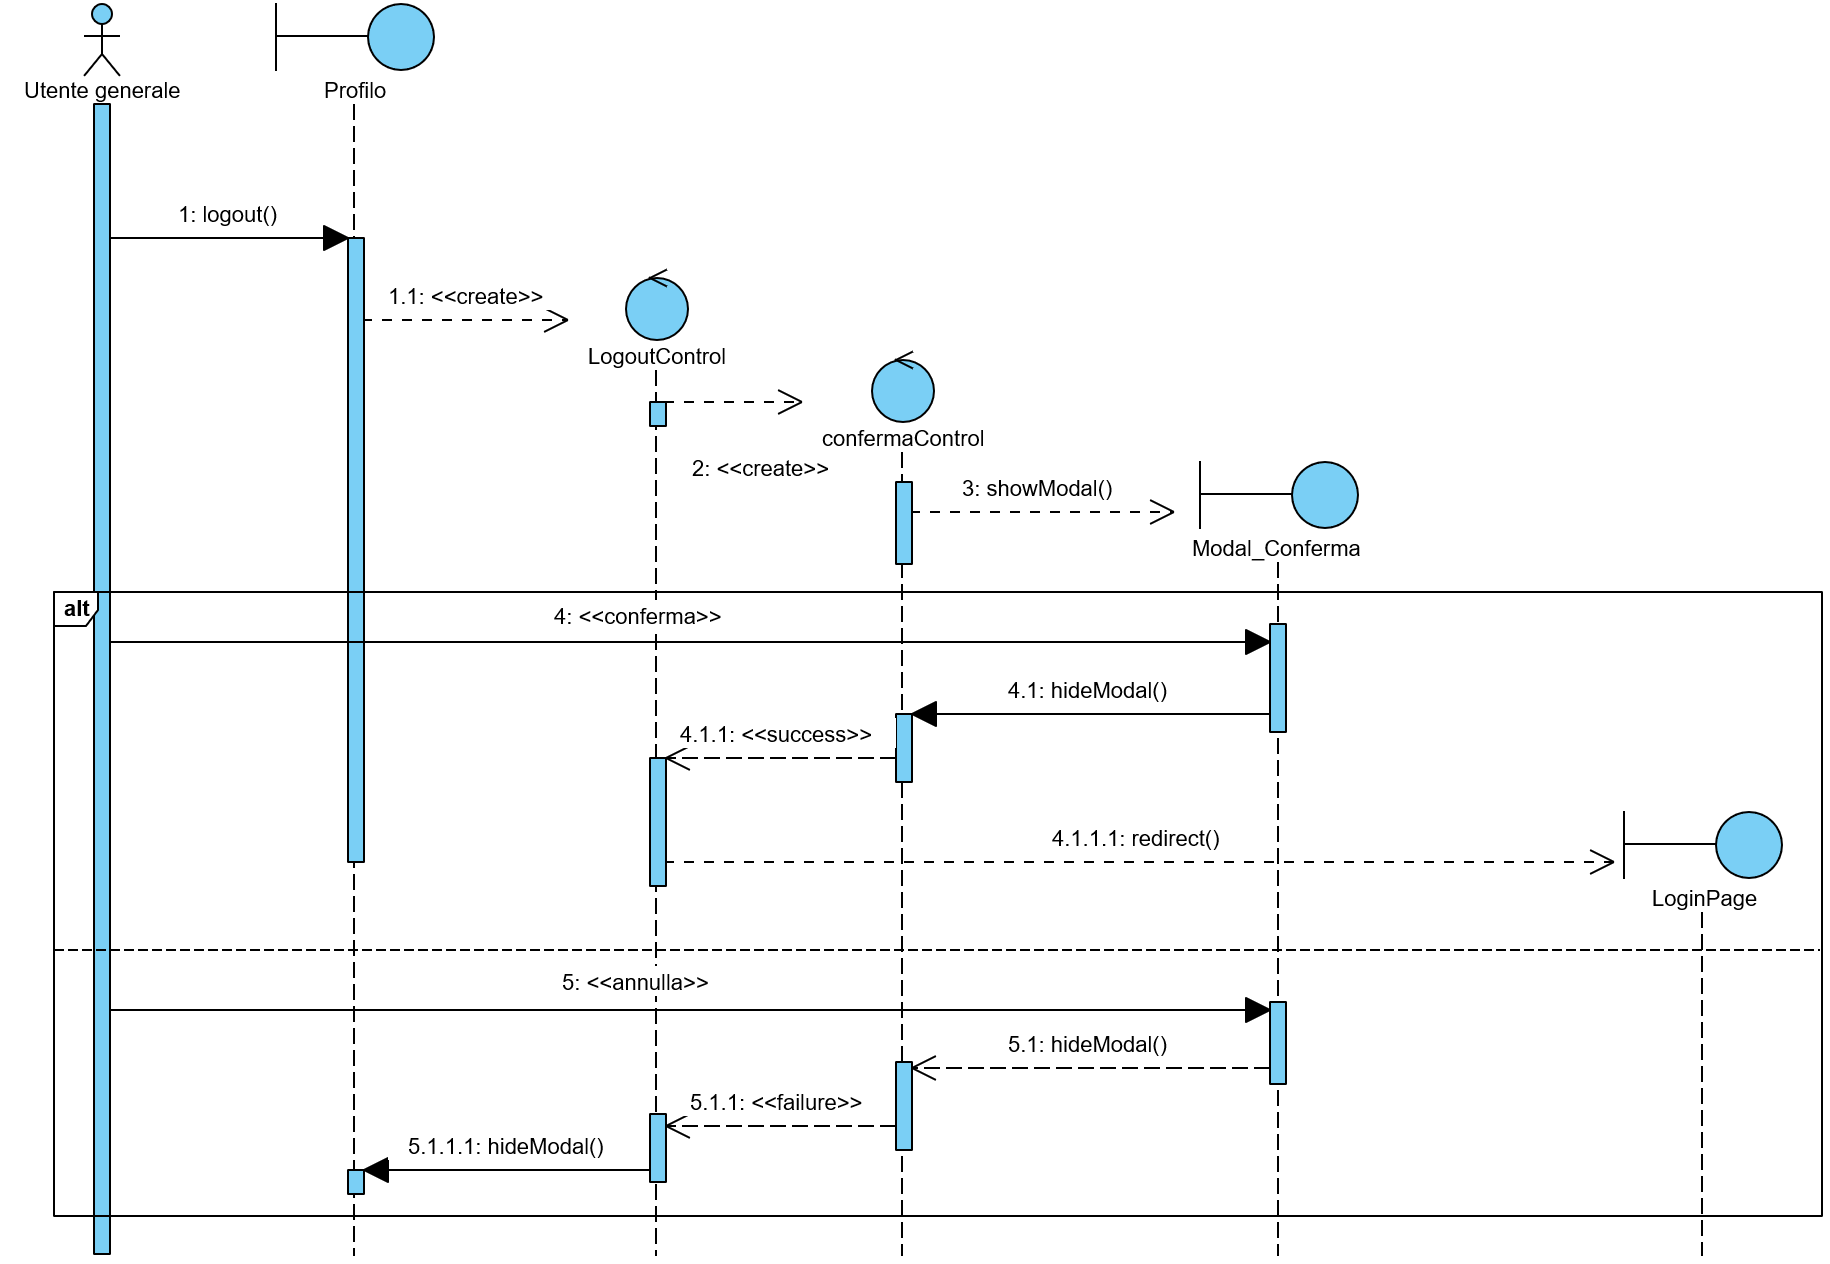 Utente generale
Profilo
1: logout()
1.1: <<create>>
LogoutControl
confermaControl
2: <<create>>
3: showModal()
Modal_Conferma
alt
4: <<conferma>>
4.1: hideModal()
4.1.1: <<success>>
4.1.1.1: redirect()
LoginPage
5: <<annulla>>
5.1: hideModal()
5.1.1: <<failure>>
5.1.1.1: hideModal()